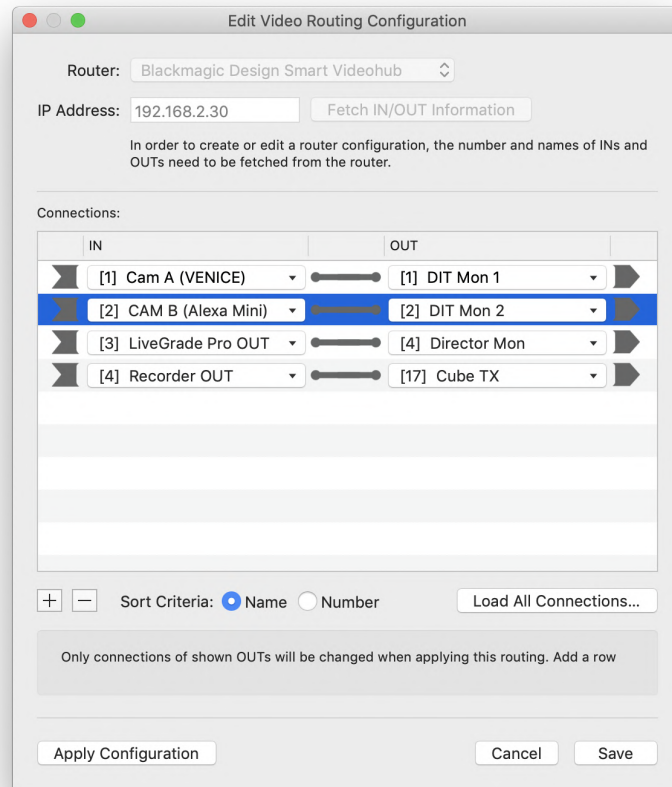 Edit Video Routing Configuration
Router: Blackmagic Design Smart Videohub
IP Address: 192.168.2.30 Fetch IN/OUT Information
In order to create or edit a router configuration, the number and names of INs and
OUTs need to be fetched from the router.
Connections:
IN OUT
[1] Cam A (VENICE) [1] DIT Mon 1
[2] CAM B (Alexa Mini) [2] DIT Mon 2
[3] LiveGrade Pro OUT [4] Director Mon
[4] Recorder OUT [17] Cube TX
+ − Sort Criteria: Name Number Load All Connections...
Only connections of shown OUTs will be changed when applying this routing. Add a row
Apply Configuration Cancel Save